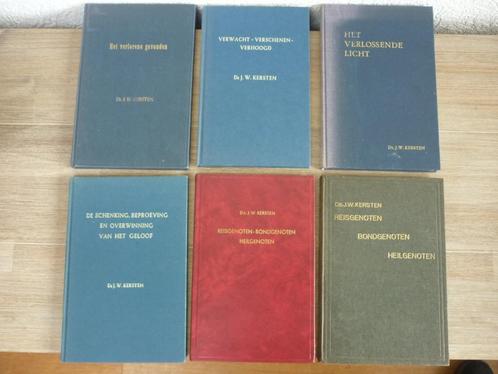 Het verlorene gevonden
Ds. J. W. KERSTEN
VERWACHT - VERSCHENEN -
VERHOOGD
Ds J. W. KERSTEN
HET
VERLOSSENDE
LICHT
Ds. J. W. KERSTEN
DE SCHENKING, BEPROEVING
EN OVERWINNING
VAN HET GELOOF
Ds J. W. KERSTEN
Ds. J. W. KERSTEN
REISGENOTEN-BONDGENOTEN
HEILGENOTEN
Ds. J.W. KERSTEN
REISGENOTEN
BONDGENOTEN
HEILGENOTEN